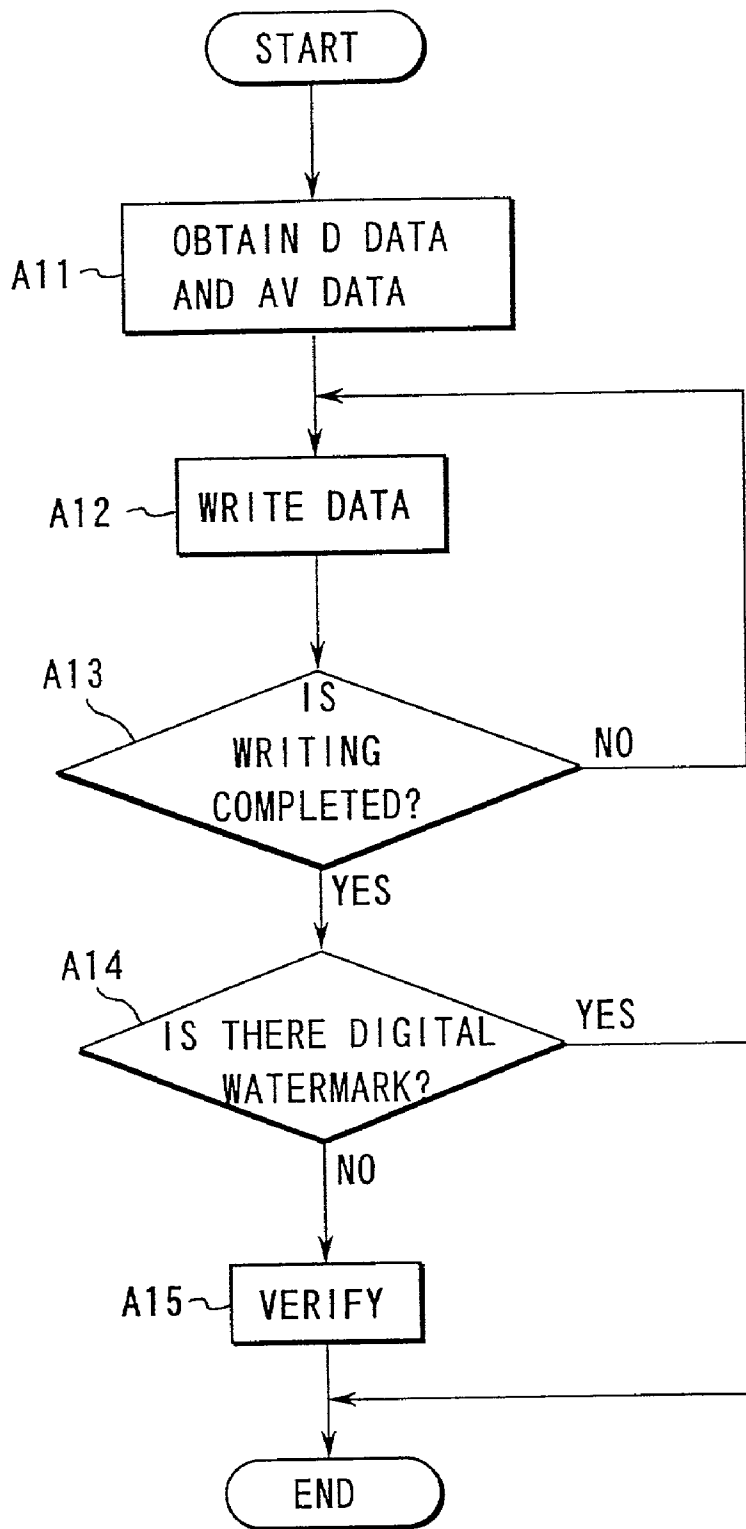 START
A11
OBTAIN D DATA
AND AV DATA
A12
WRITE DATA
A13
IS
WRITING
COMPLETED?
NO
YES
A14
IS THERE DIGITAL
WATERMARK?
YES
NO
A15
VERIFY
END